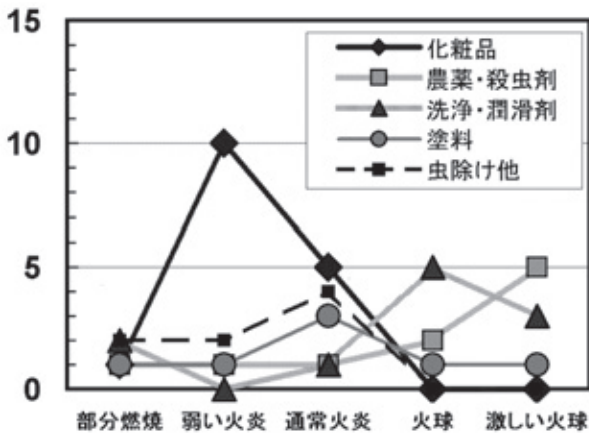 15
10
5
0
化粧品
農薬・殺虫剤
洗浄・潤滑剤
塗料
虫除け他
部分燃焼 弱い火炎 通常火炎 火球 激しい火球